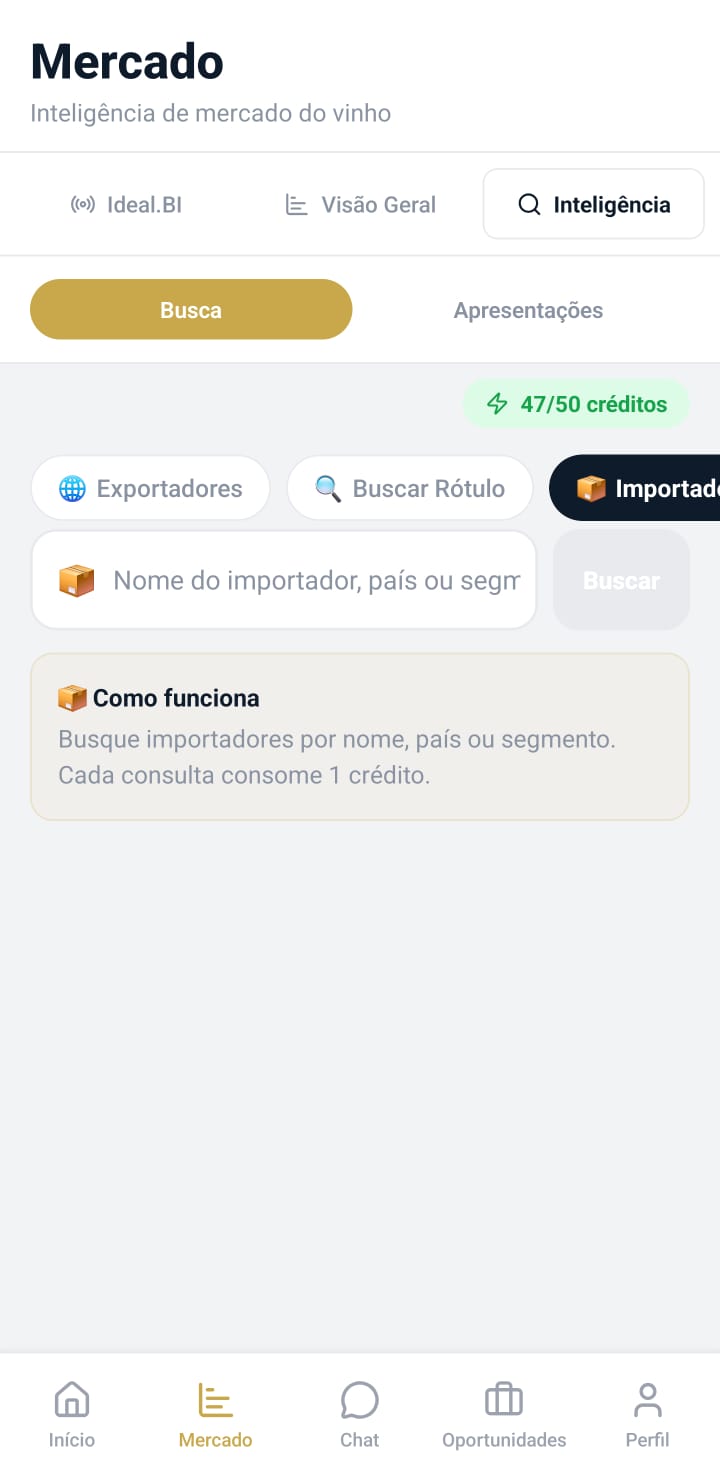 Mercado
Inteligência de mercado do vinho
Ideal.BI
Visão Geral
Inteligência
Busca
Apresentações
47/50 créditos
Exportadores
Buscar Rótulo
Importad
Nome do importador, país ou segm
Buscar
Como funciona
Busque importadores por nome, país ou segmento.
Cada consulta consome 1 crédito.
Início
Mercado
Chat
Oportunidades
Perfil